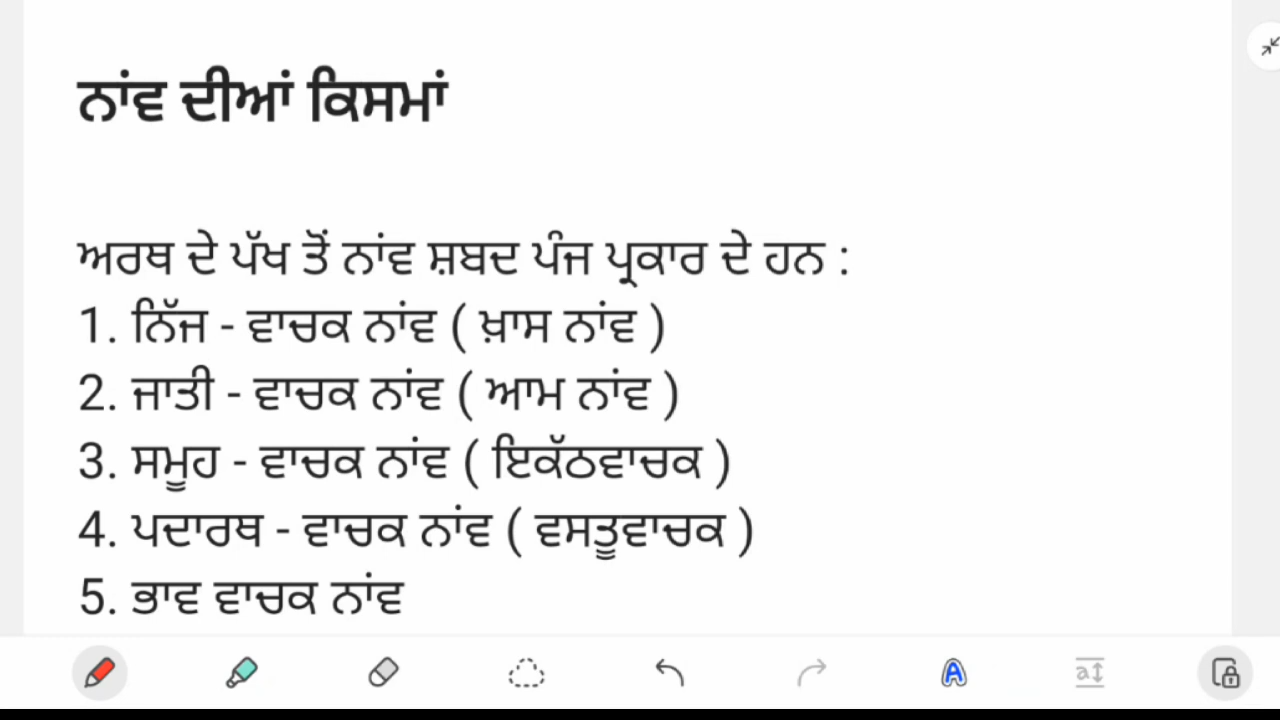 ਨਾਂਵ ਦੀਆਂ ਕਿਸਮਾਂ
ਅਰਥ ਦੇ ਪੱਖ ਤੋਂ ਨਾਂਵ ਸ਼ਬਦ ਪੰਜ ਪ੍ਰਕਾਰ ਦੇ ਹਨ :
1. ਨਿੱਜ - ਵਾਚਕ ਨਾਂਵ ( ਖ਼ਾਸ ਨਾਂਵ )
2. ਜਾਤੀ - ਵਾਚਕ ਨਾਂਵ ( ਆਮ ਨਾਂਵ )
3. ਸਮੂਹ - ਵਾਚਕ ਨਾਂਵ ( ਇਕੱਠਵਾਚਕ )
4. ਪਦਾਰਥ - ਵਾਚਕ ਨਾਂਵ ( ਵਸਤੂਵਾਚਕ )
5. ਭਾਵ ਵਾਚਕ ਨਾਂਵ